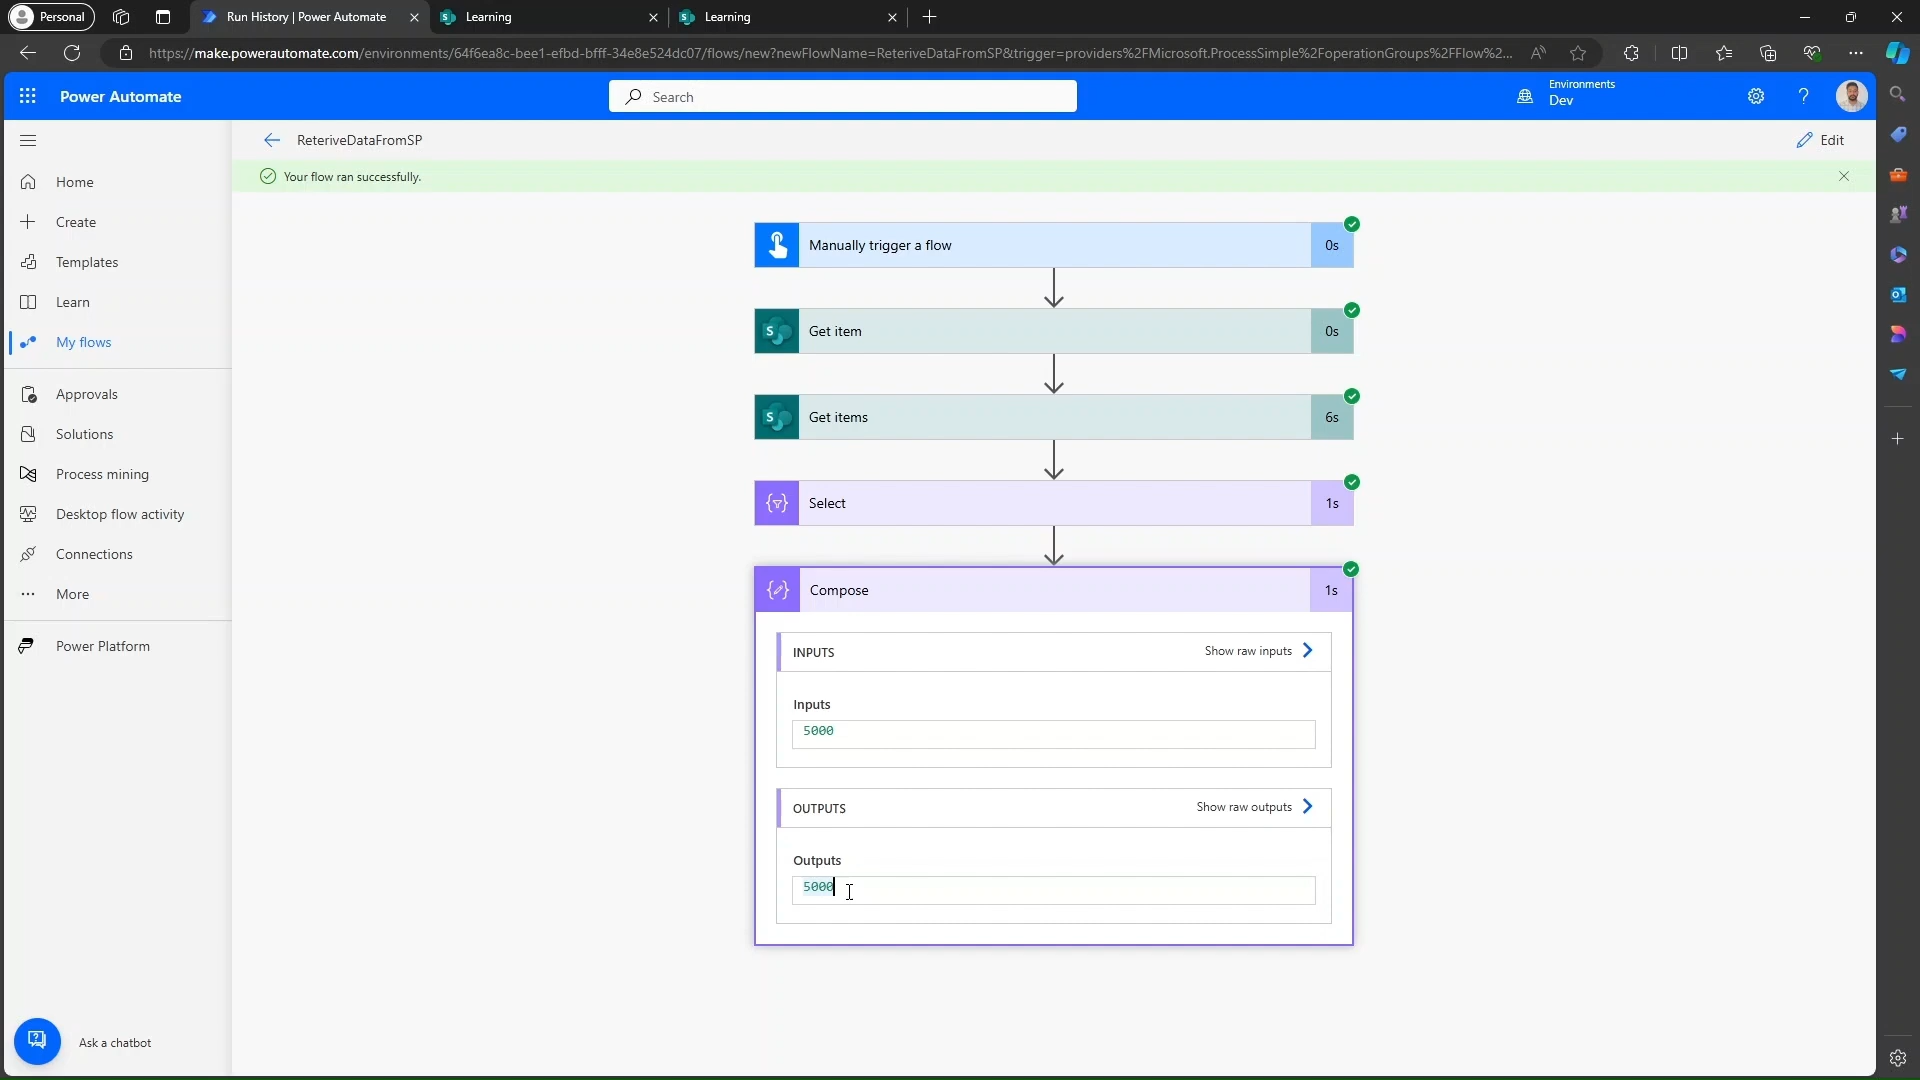 Personal
Run History | Power Automate
Learning
Learning
https://make.powerautomate.com/environments/64f6ea8c-bee1-efbd-bfff-34e8e524dc07/flows/new?newFlowName=ReteriveDataFromSP&trigger=providers%2FMicrosoft.ProcessSimple%2FoperationGroups%2FFlow%2...
Power Automate
Search
Environments
Dev
ReteriveDataFromSP
Edit
Your flow ran successfully.
Home
Create
Templates
Learn
My flows
Approvals
Solutions
Process mining
Desktop flow activity
Connections
More
Power Platform
Ask a chatbot
Manually trigger a flow
0s
Get item
0s
Get items
6s
Select
1s
Compose
1s
INPUTS
Show raw inputs
Inputs
5000
OUTPUTS
Show raw outputs
Outputs
5000